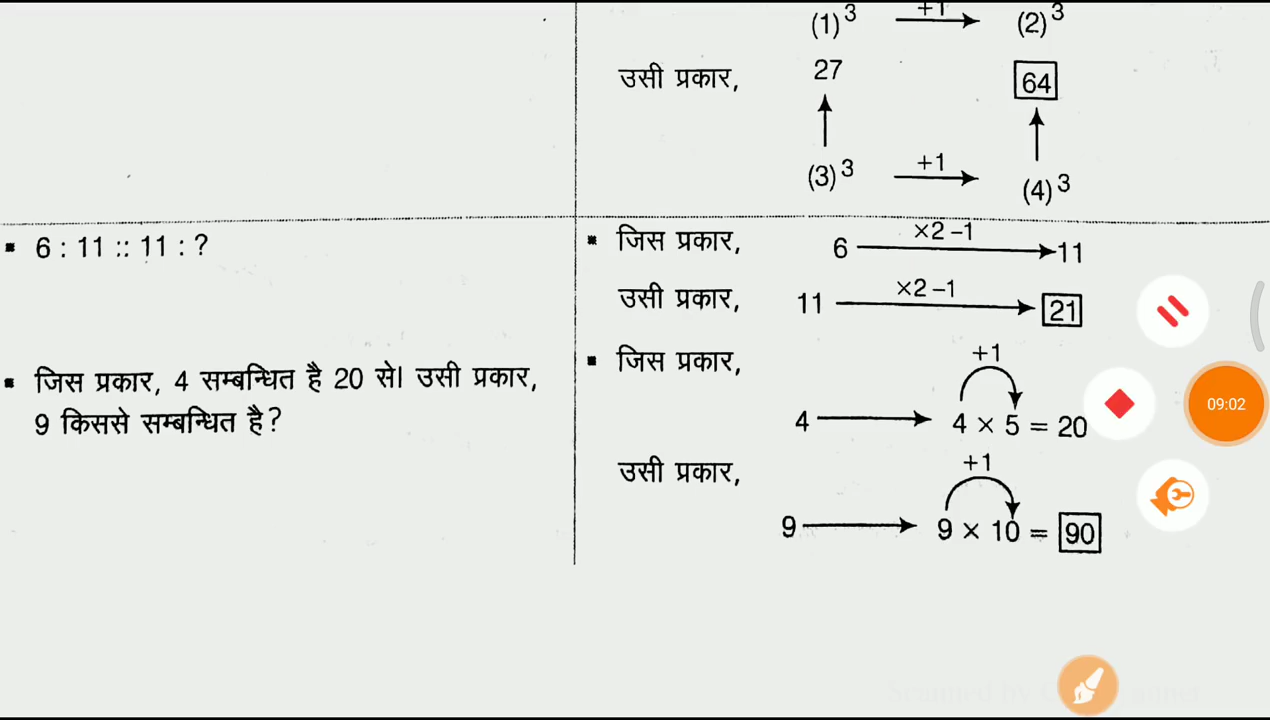 (1)³ +1 (2)³
उसी प्रकार, 27 64
(3)³ +1 (4)³
6 : 11 :: 11 : ?
जिस प्रकार, 6 ×2 –1 11
उसी प्रकार, 11 ×2 –1 21
जिस प्रकार, 4 सम्बन्धित है 20 से। उसी प्रकार,
9 किससे सम्बन्धित है?
जिस प्रकार,
+1
4 4 × 5 = 20
उसी प्रकार,
+1
9 9 × 10 = 90
09:02
Scanned by